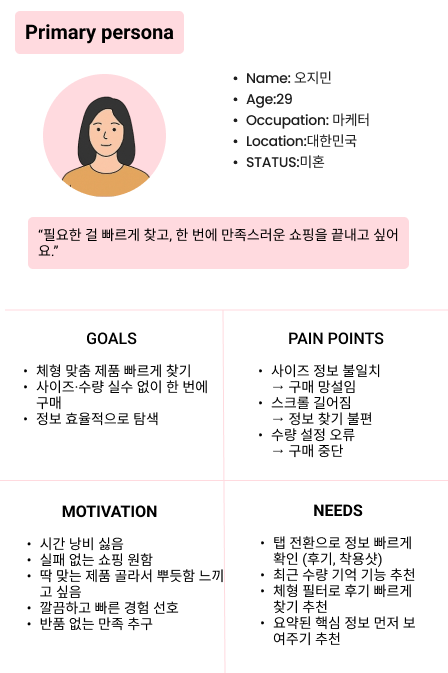 Primary persona
• Name: 오지민
• Age:29
• Occupation: 마케터
• Location:대한민국
• STATUS:미혼
“필요한 걸 빠르게 찾고, 한 번에 만족스러운 쇼핑을 끝내고 싶어
요.”
GOALS
• 체형 맞춤 제품 빠르게 찾기
• 사이즈·수량 실수 없이 한 번에
구매
• 정보 효율적으로 탐색
PAIN POINTS
• 사이즈 정보 불일치
→ 구매 망설임
• 스크롤 길어짐
→ 정보 찾기 불편
• 수량 설정 오류
→ 구매 중단
MOTIVATION
• 시간 낭비 싫음
• 실패 없는 쇼핑 원함
• 딱 맞는 제품 골라서 뿌듯함 느끼
고 싶음
• 깔끔하고 빠른 경험 선호
• 반품 없는 만족 추구
NEEDS
• 탭 전환으로 정보 빠르게
확인 (후기, 착용샷)
• 최근 수량 기억 기능 추천
• 체형 필터로 후기 빠르게
찾기 추천
• 요약된 핵심 정보 먼저 보
여주기 추천